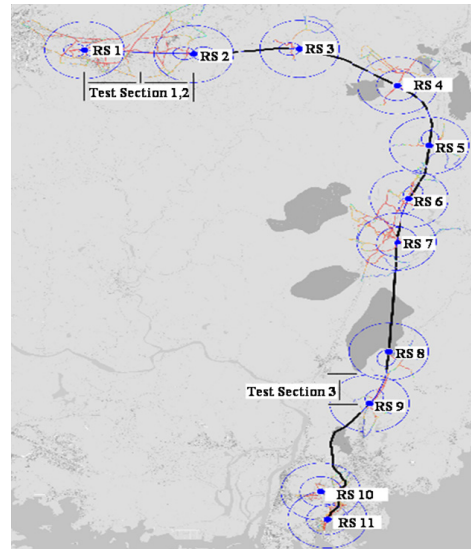 RS 1
RS 2
RS 3
RS 4
Test Section 1,2
RS 5
RS 6
RS 7
RS 8
Test Section 3
RS 9
RS 10
RS 11